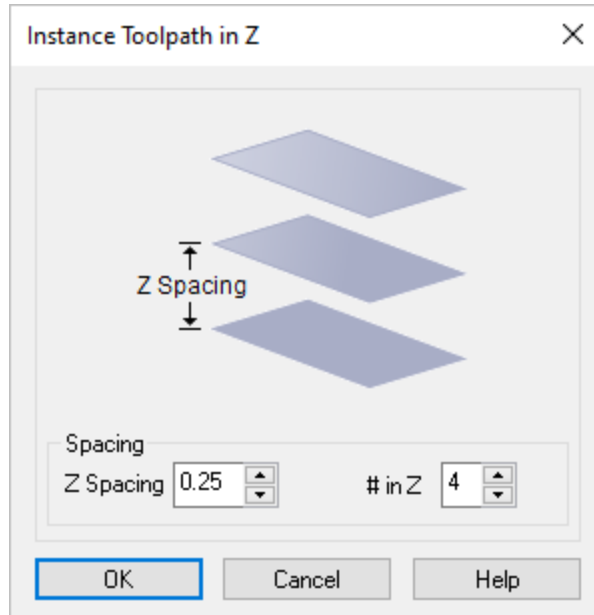 Instance Toolpath in Z
Z Spacing
Spacing
Z Spacing 0.25 # in Z 4
OK Cancel Help